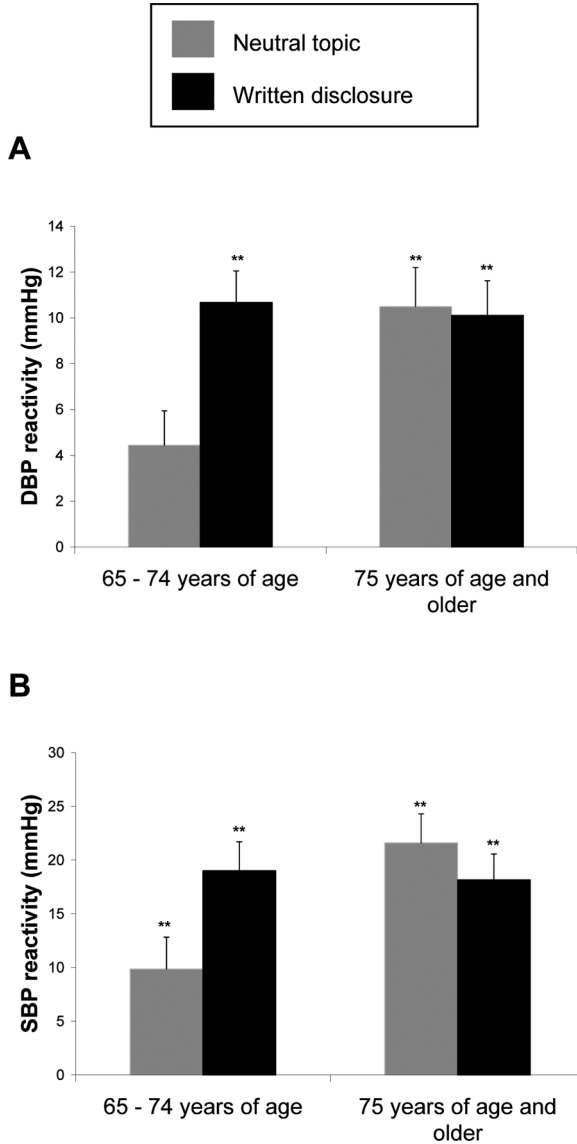 Neutral topic
Written disclosure
A
DBP reactivity (mmHg)
14
12
10
8
6
4
2
0
**
**
**
65 - 74 years of age
75 years of age and
older
B
SBP reactivity (mmHg)
30
25
20
15
10
5
0
**
**
**
**
65 - 74 years of age
75 years of age and
older